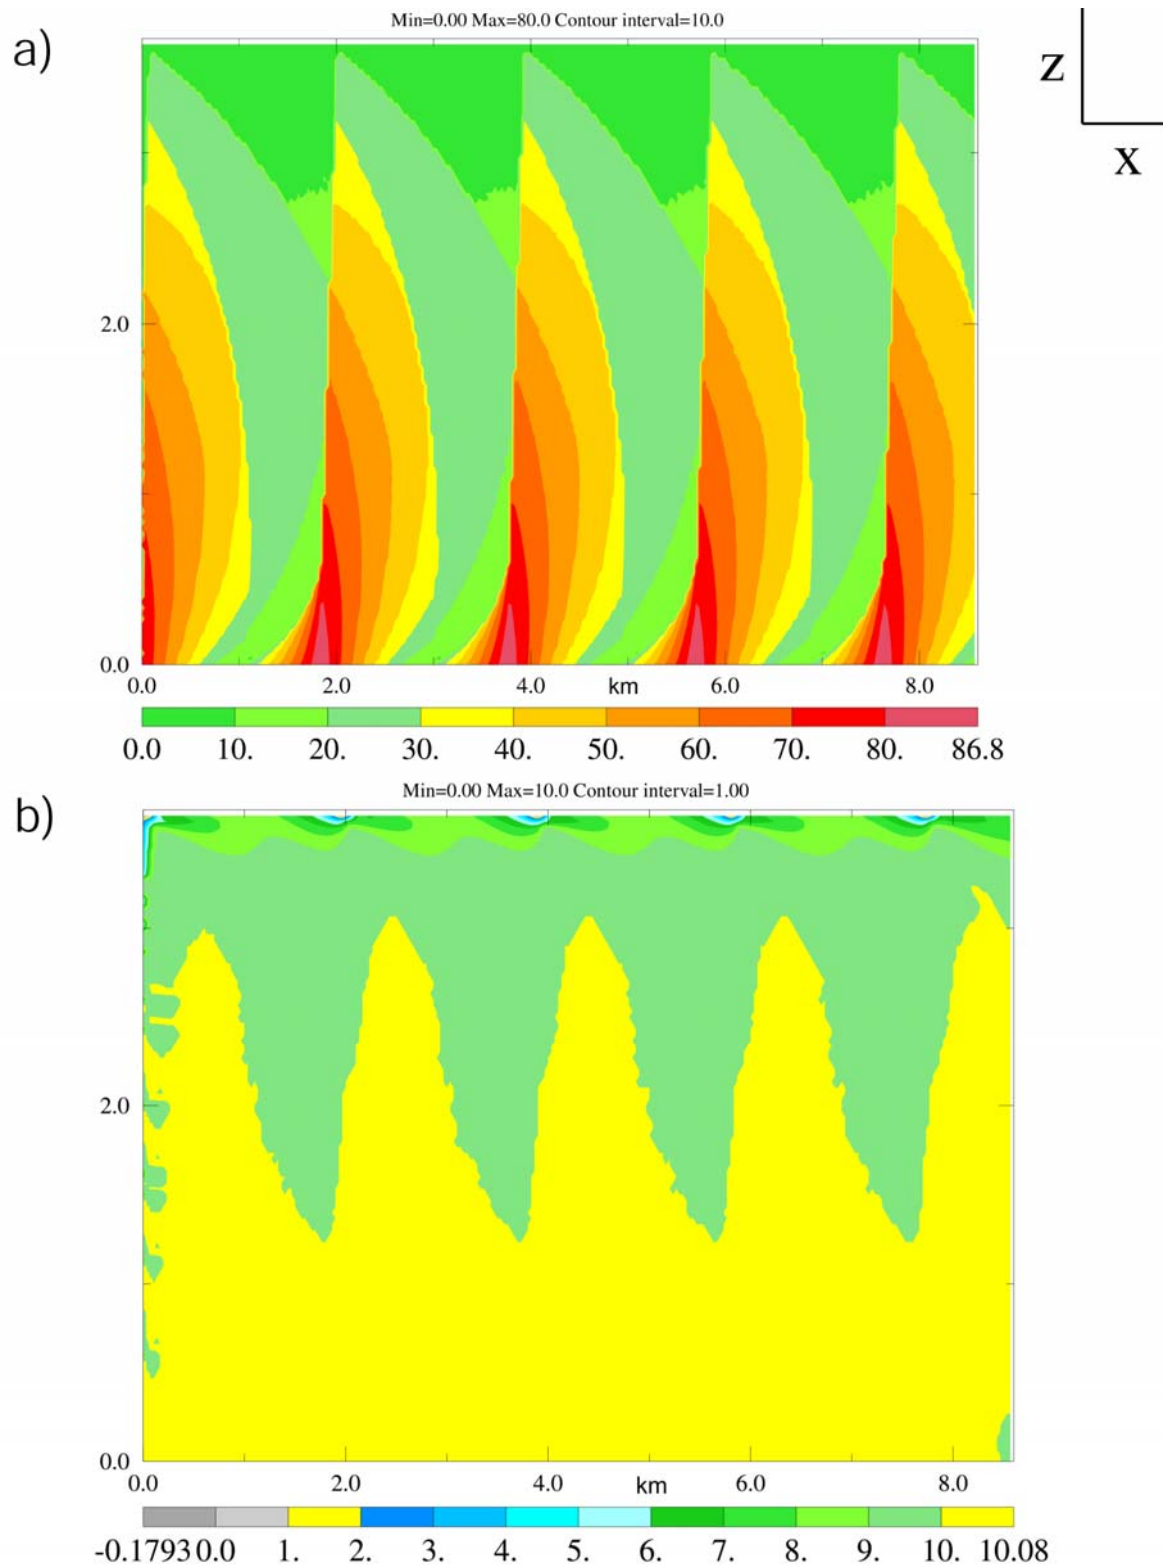 Min=0.00 Max=80.0 Contour interval=10.0
a)
z
x
2.0
0.0
0.0 2.0 4.0 km 6.0 8.0
0.0 10. 20. 30. 40. 50. 60. 70. 80. 86.8
Min=0.00 Max=10.0 Contour interval=1.00
b)
2.0
0.0
0.0 2.0 4.0 km 6.0 8.0
-0.1793 0.0 1. 2. 3. 4. 5. 6. 7. 8. 9. 10. 10.08